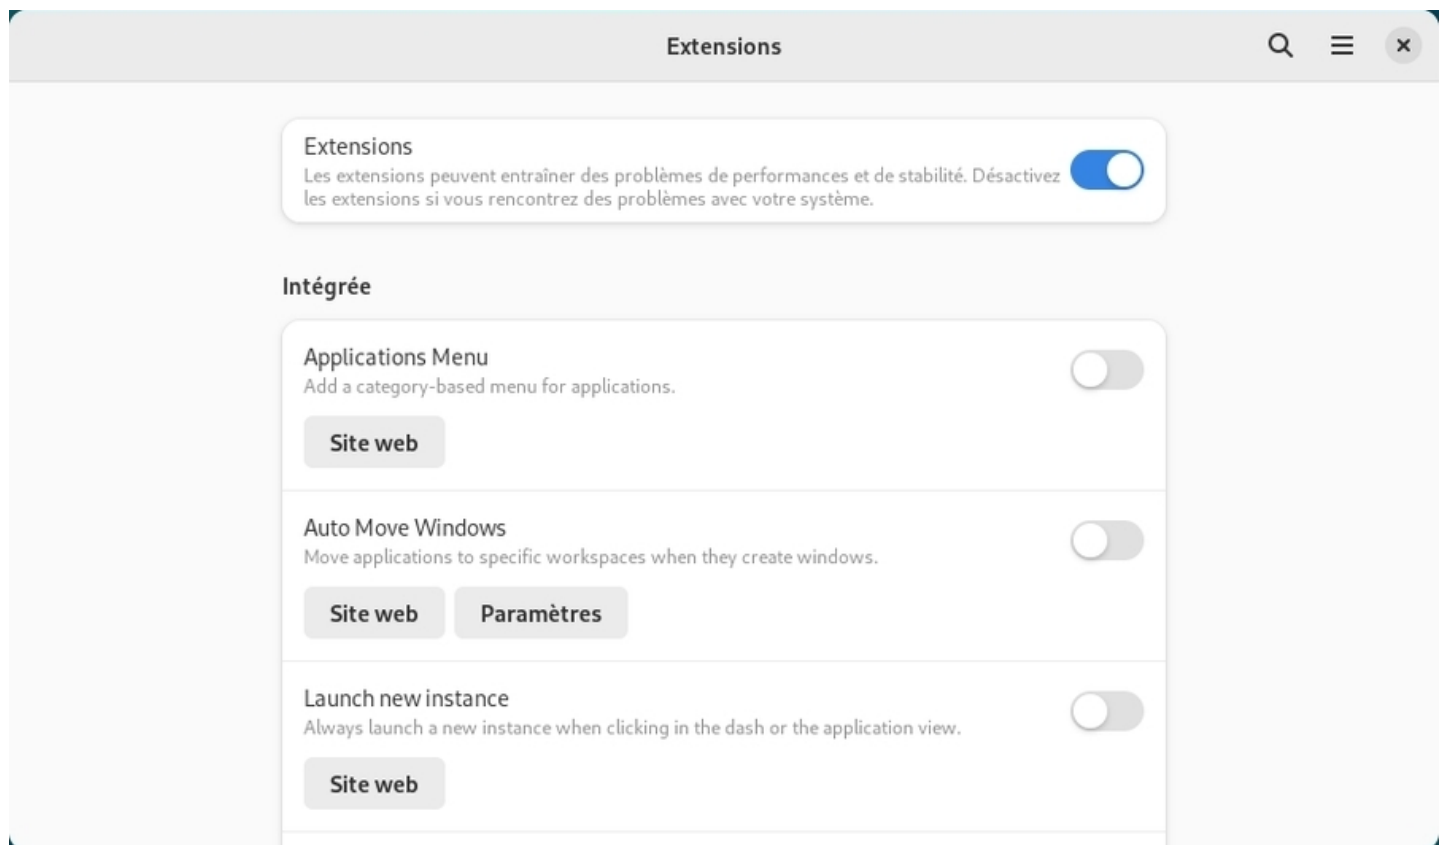 Extensions
Extensions
Les extensions peuvent entraîner des problèmes de performances et de stabilité. Désactivez
les extensions si vous rencontrez des problèmes avec votre système.
Intégrée
Applications Menu
Add a category-based menu for applications.
Site web
Auto Move Windows
Move applications to specific workspaces when they create windows.
Site web Paramètres
Launch new instance
Always launch a new instance when clicking in the dash or the application view.
Site web